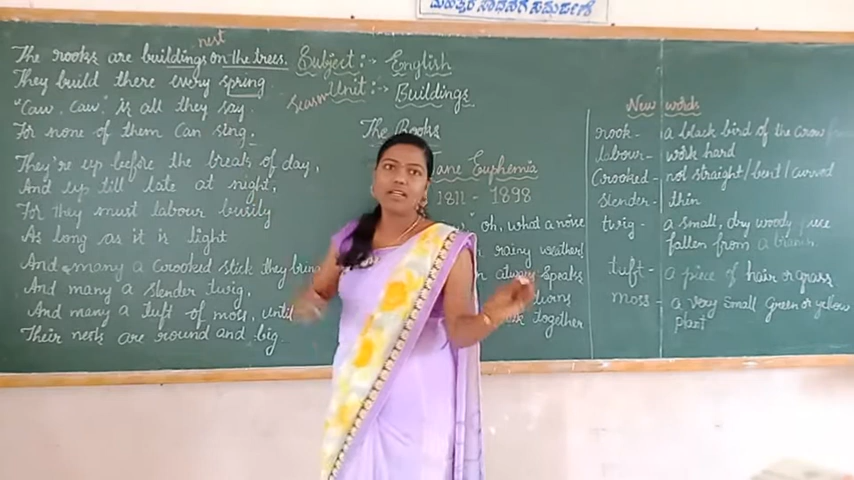 nest
The rooks are building on the trees.
They build there every spring
"Caw, Caw," is all they say.
For none of them can sing.
They're up before the breaks of day,
And up till late at night,
For they must labour busily
As long as it is light
And many a crooked stick they bring
And many a slender twig,
And many a tuft of moss, until
Their nests are round and big.
Subject :- English
Unit :- Buildings
The Rooks
Jane Euphemia
1811 - 1898
"oh, what a noise
rainy weather!
always speaks
together
New words
rook - a black bird of the crow
labour - work hard
Crooked - not straight/bent/curved
slender - thin
twig - a small, dry woody piece
fallen from a branch
tuft - a piece of hair or grass
moss - a very small Green or yellow
plant